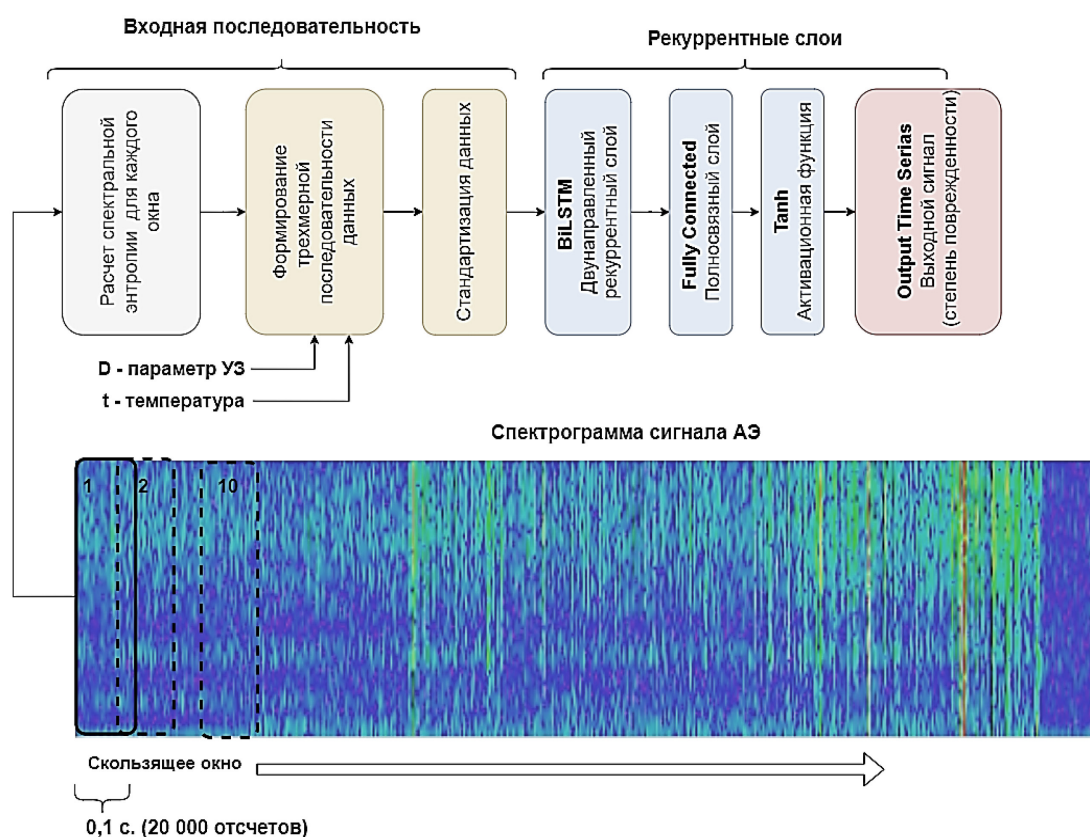 Входная последовательность
Рекуррентные слои
Расчет спектральной
энтропии для каждого
окна
Формирование
трехмерной
последовательности
данных
Стандартизация данных
BiLSTM
Двунаправленный
рекуррентный слой
Fully Connected
Полносвязный слой
Tanh
Активационная функция
Output Time Serias
Выходной сигнал
(степень поврежденности)
D - параметр УЗ
t - температура
Спектрограмма сигнала АЭ
1 2 10
Скользящее окно
0,1 с. (20 000 отсчетов)